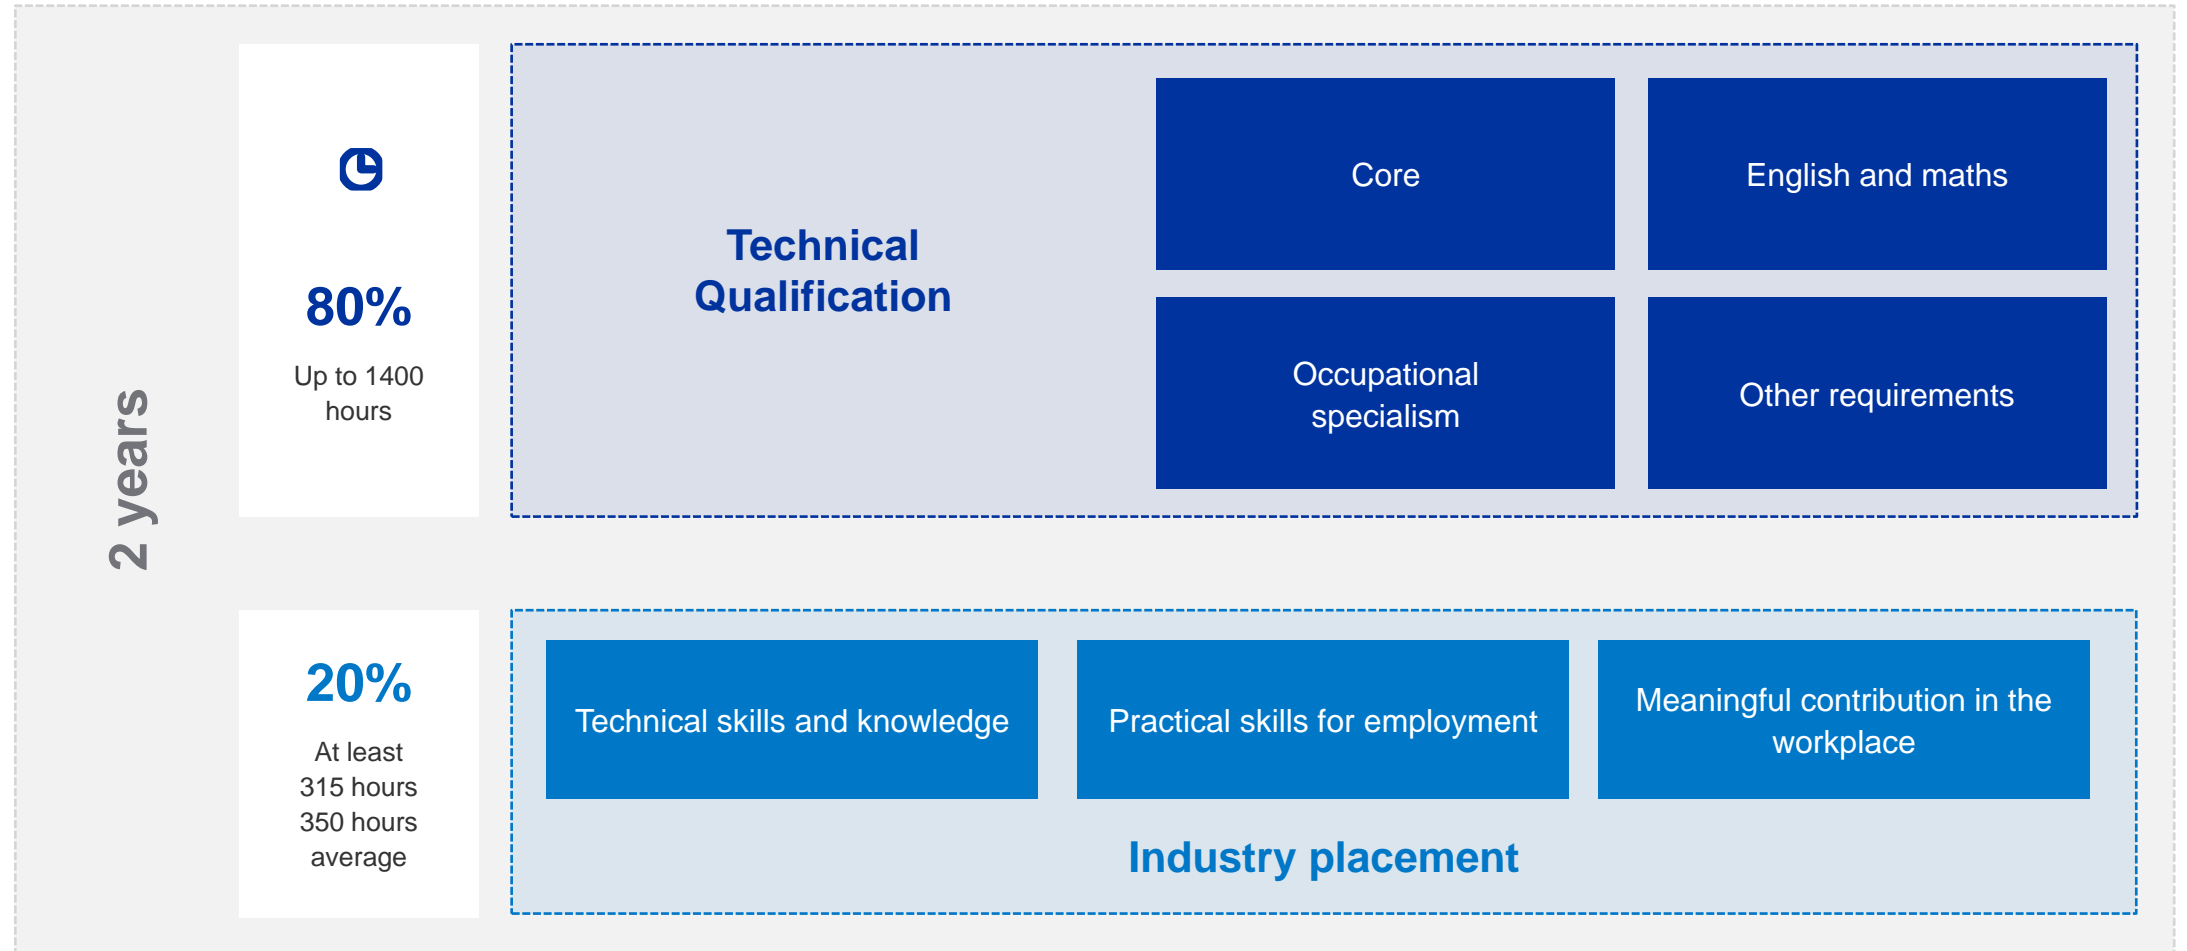 2 years
80%
Up to 1400
hours
Technical
Qualification
Core
English and maths
Occupational
specialism
Other requirements
20%
At least
315 hours
350 hours
average
Technical skills and knowledge
Practical skills for employment
Meaningful contribution in the
workplace
Industry placement